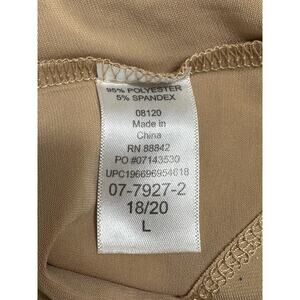 95% POLYESTER
5% SPANDEX
08120
Made in
China
RN 88842
PO #07143530
UPC196696954618
07-7927-2
18/20
L